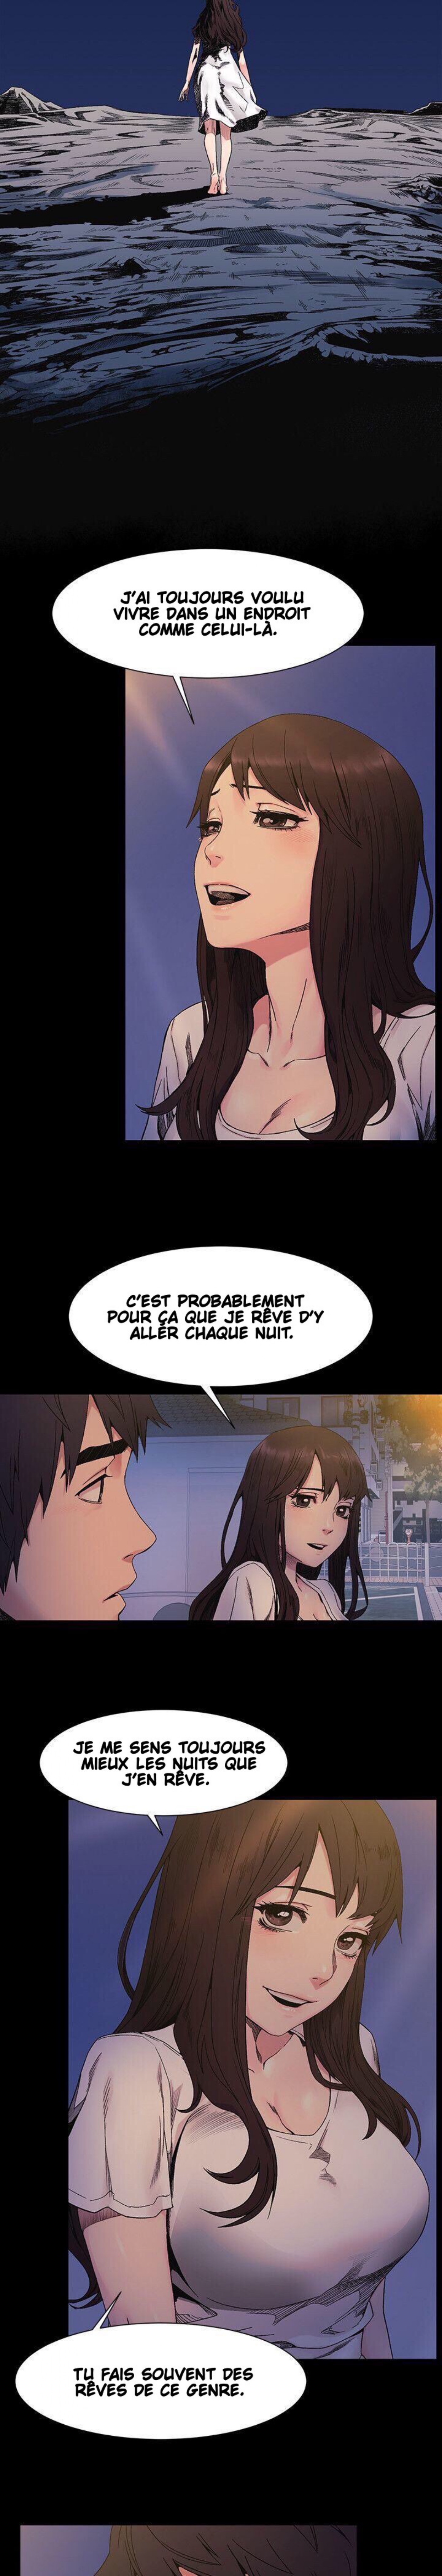 J'AI TOUJOURS VOULU
VIVRE DANS UN ENDROIT
COMME CELUI-LÀ.
C'EST PROBABLEMENT
POUR ÇA QUE JE RÊVE D'Y
ALLER CHAQUE NUIT.
JE ME SENS TOUJOURS
MIEUX LES NUITS QUE
J'EN RÊVE.
TU FAIS SOUVENT DES
RÊVES DE CE GENRE.